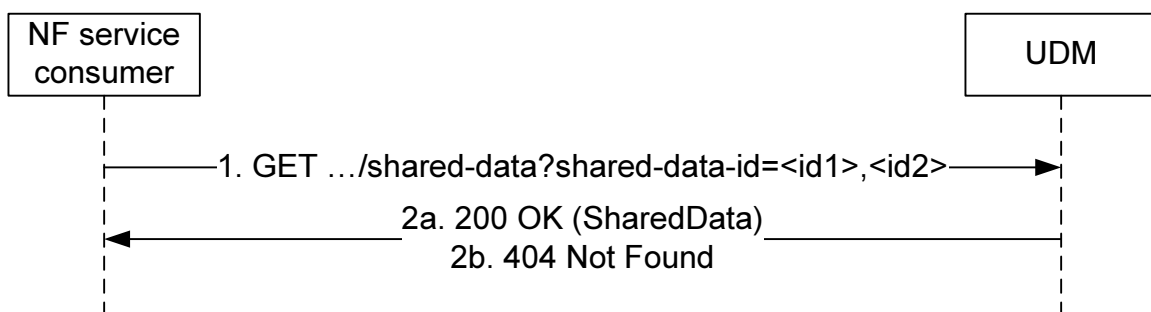 NF service
consumer
UDM
1. GET …/shared-data?shared-data-id=<id1>,<id2>
2a. 200 OK (SharedData)
2b. 404 Not Found